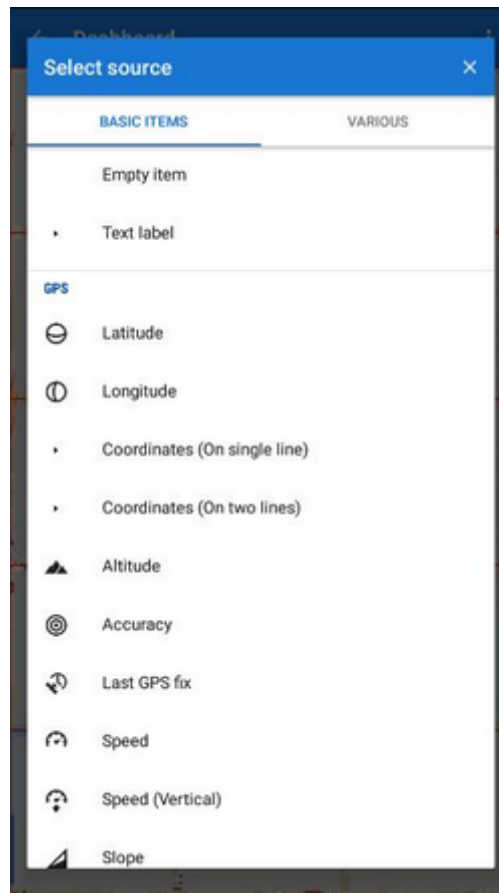 Dashboard
Select source
BASIC ITEMS
VARIOUS
Empty item
Text label
GPS
Latitude
Longitude
Coordinates (On single line)
Coordinates (On two lines)
Altitude
Accuracy
Last GPS fix
Speed
Speed (Vertical)
Slope